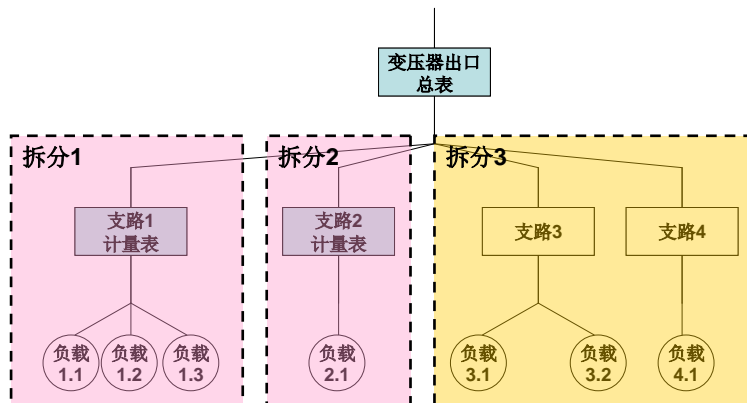 变压器出口
总表
拆分1
拆分2
拆分3
支路1
计量表
支路2
计量表
支路3
支路4
负载
1.1
负载
1.2
负载
1.3
负载
2.1
负载
3.1
负载
3.2
负载
4.1